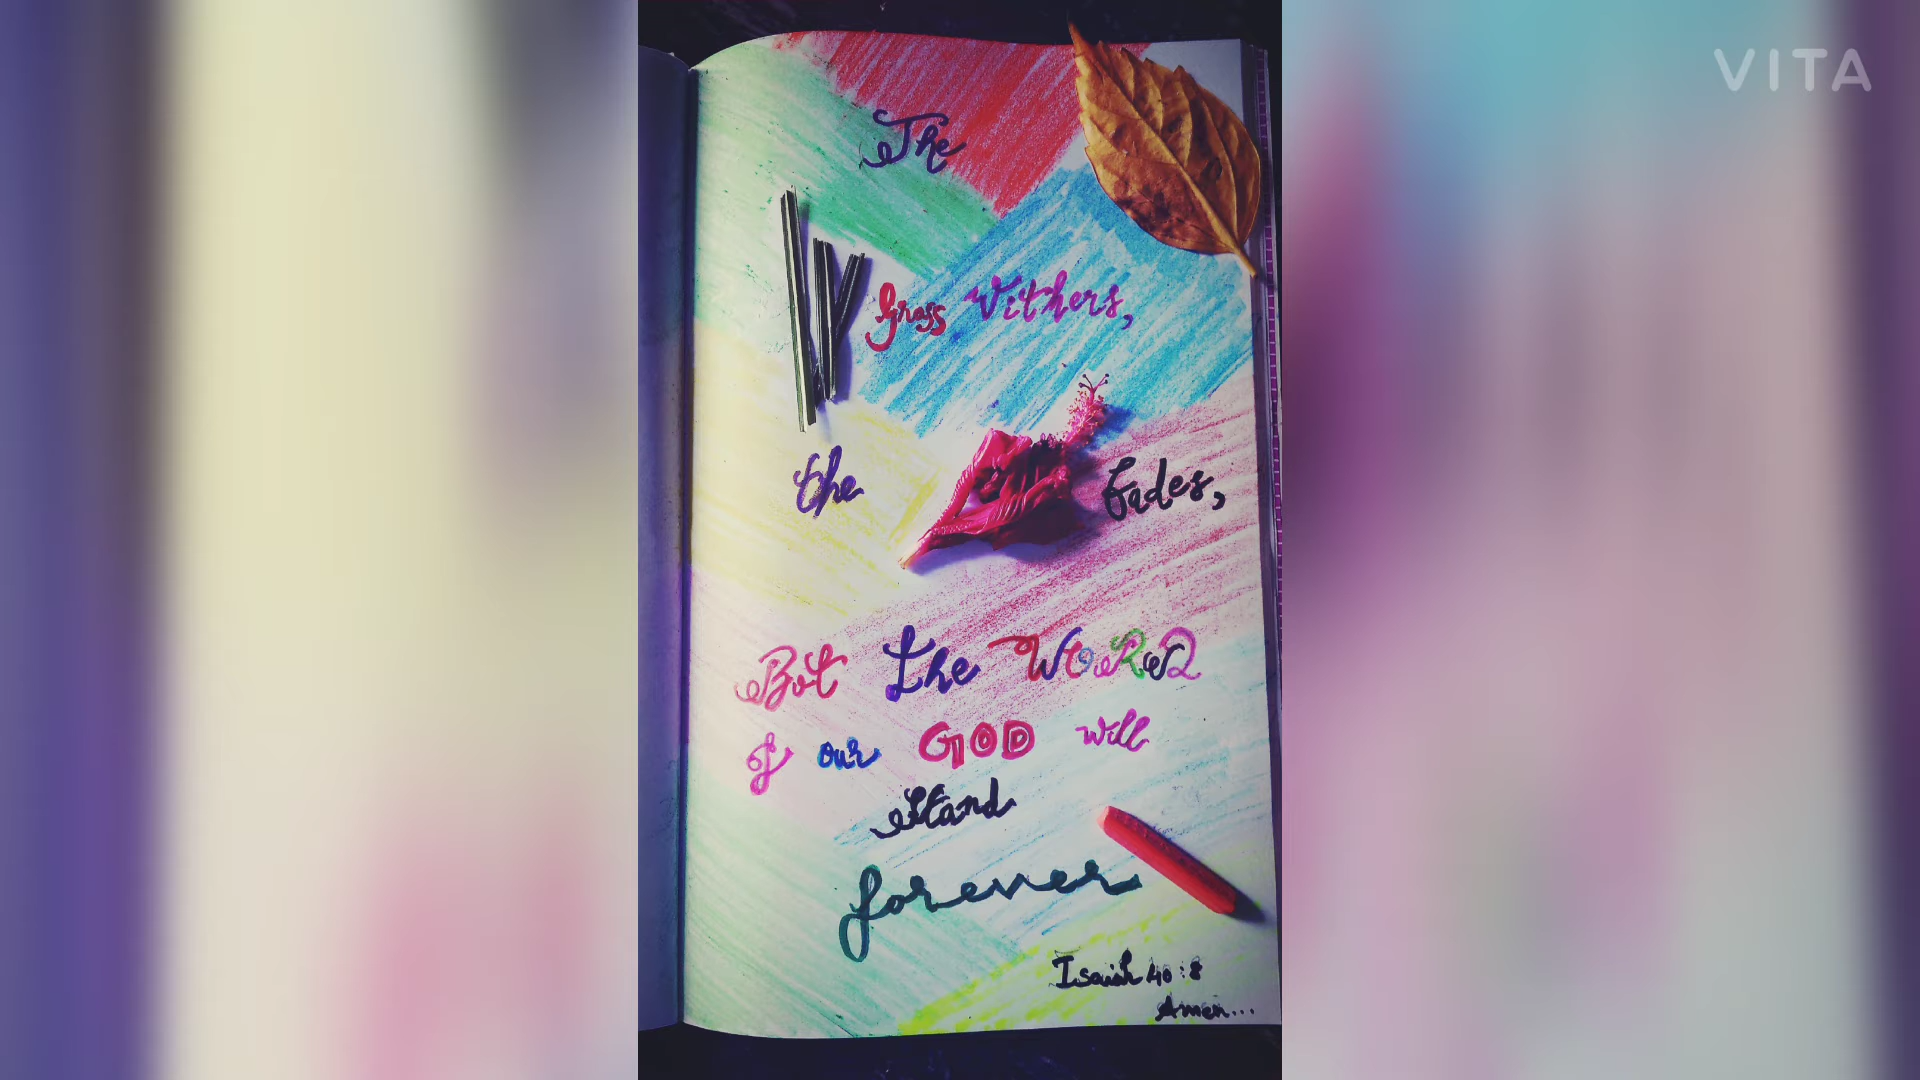 VITA
The
Grass Withers,
the fades,
But the WORD
of our GOD will
stand
forever
Isaiah 40:8
Amen...